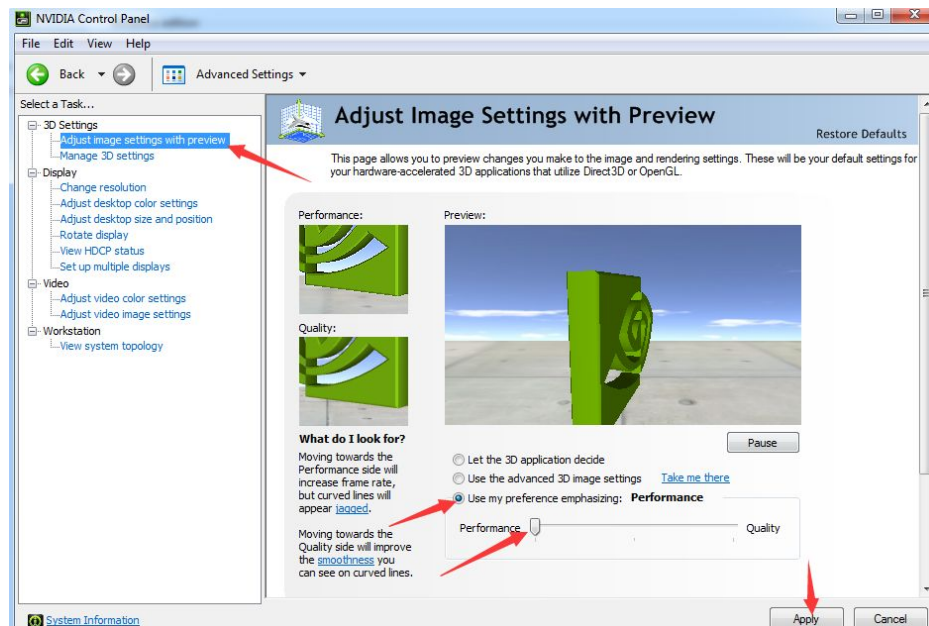 NVIDIA Control Panel
File Edit View Help
Back
Advanced Settings
Select a Task...
3D Settings
Adjust image settings with preview
Manage 3D settings
Display
Change resolution
Adjust desktop color settings
Adjust desktop size and position
Rotate display
View HDCP status
Set up multiple displays
Video
Adjust video color settings
Adjust video image settings
Workstation
View system topology
System Information
Adjust Image Settings with Preview
Restore Defaults
This page allows you to preview changes you make to the image and rendering settings. These will be your default settings for
your hardware-accelerated 3D applications that utilize Direct3D or OpenGL.
Performance:
Quality:
What do I look for?
Moving towards the
Performance side will
increase frame rate,
but curved lines will
appear jagged.
Moving towards the
Quality side will improve
the smoothness you
can see on curved lines.
Preview:
Pause
Let the 3D application decide
Use the advanced 3D image settings Take me there
Use my preference emphasizing: Performance
Performance Quality
Apply Cancel